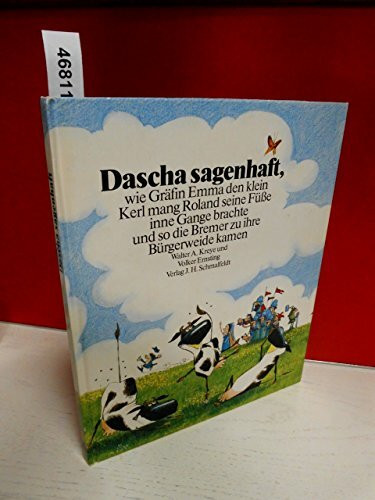 4681
Dascha sagenhaft,
wie Gräfin Emma den klein
Kerl mang Roland seine Füße
inne Gange brachte
und so die Bremer zu ihre
Bürgerweide kamen
Walter A. Kreye und
Volker Ernsting
Verlag J. H. Schmalfeldt